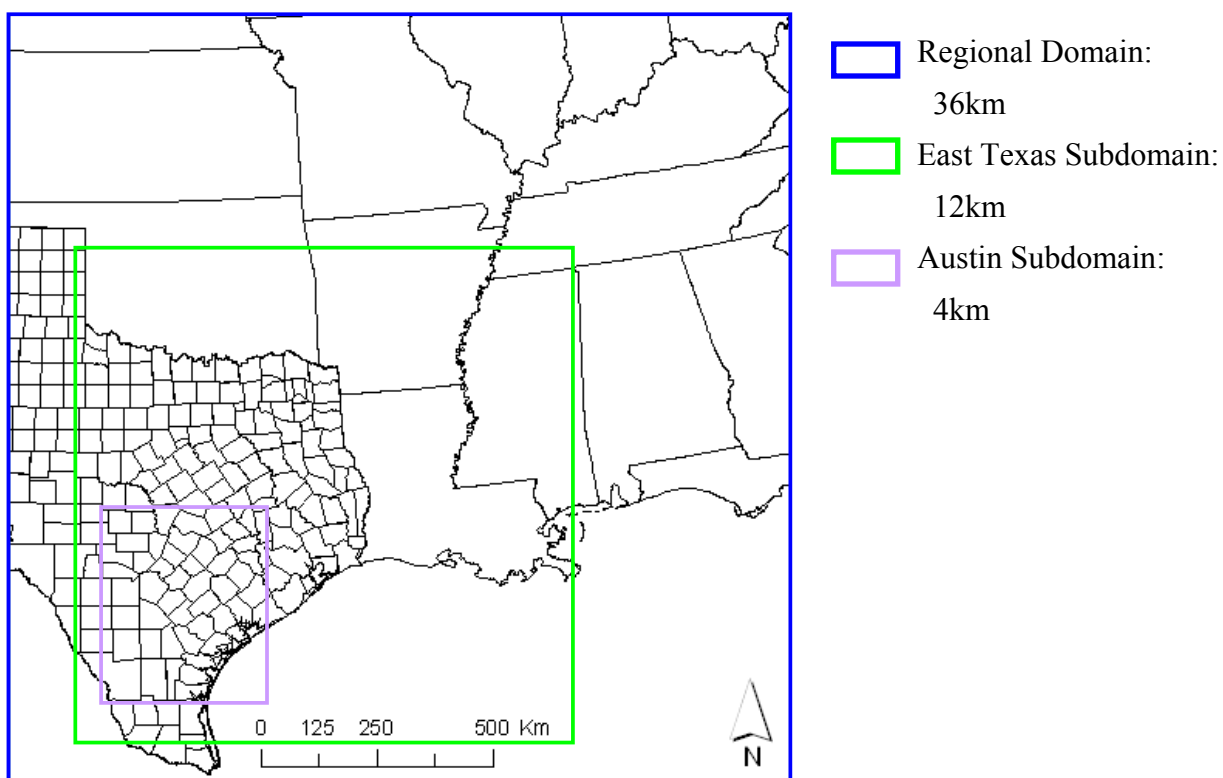 Regional Domain:
36km
East Texas Subdomain:
12km
Austin Subdomain:
4km
0 125 250 500 Km
N